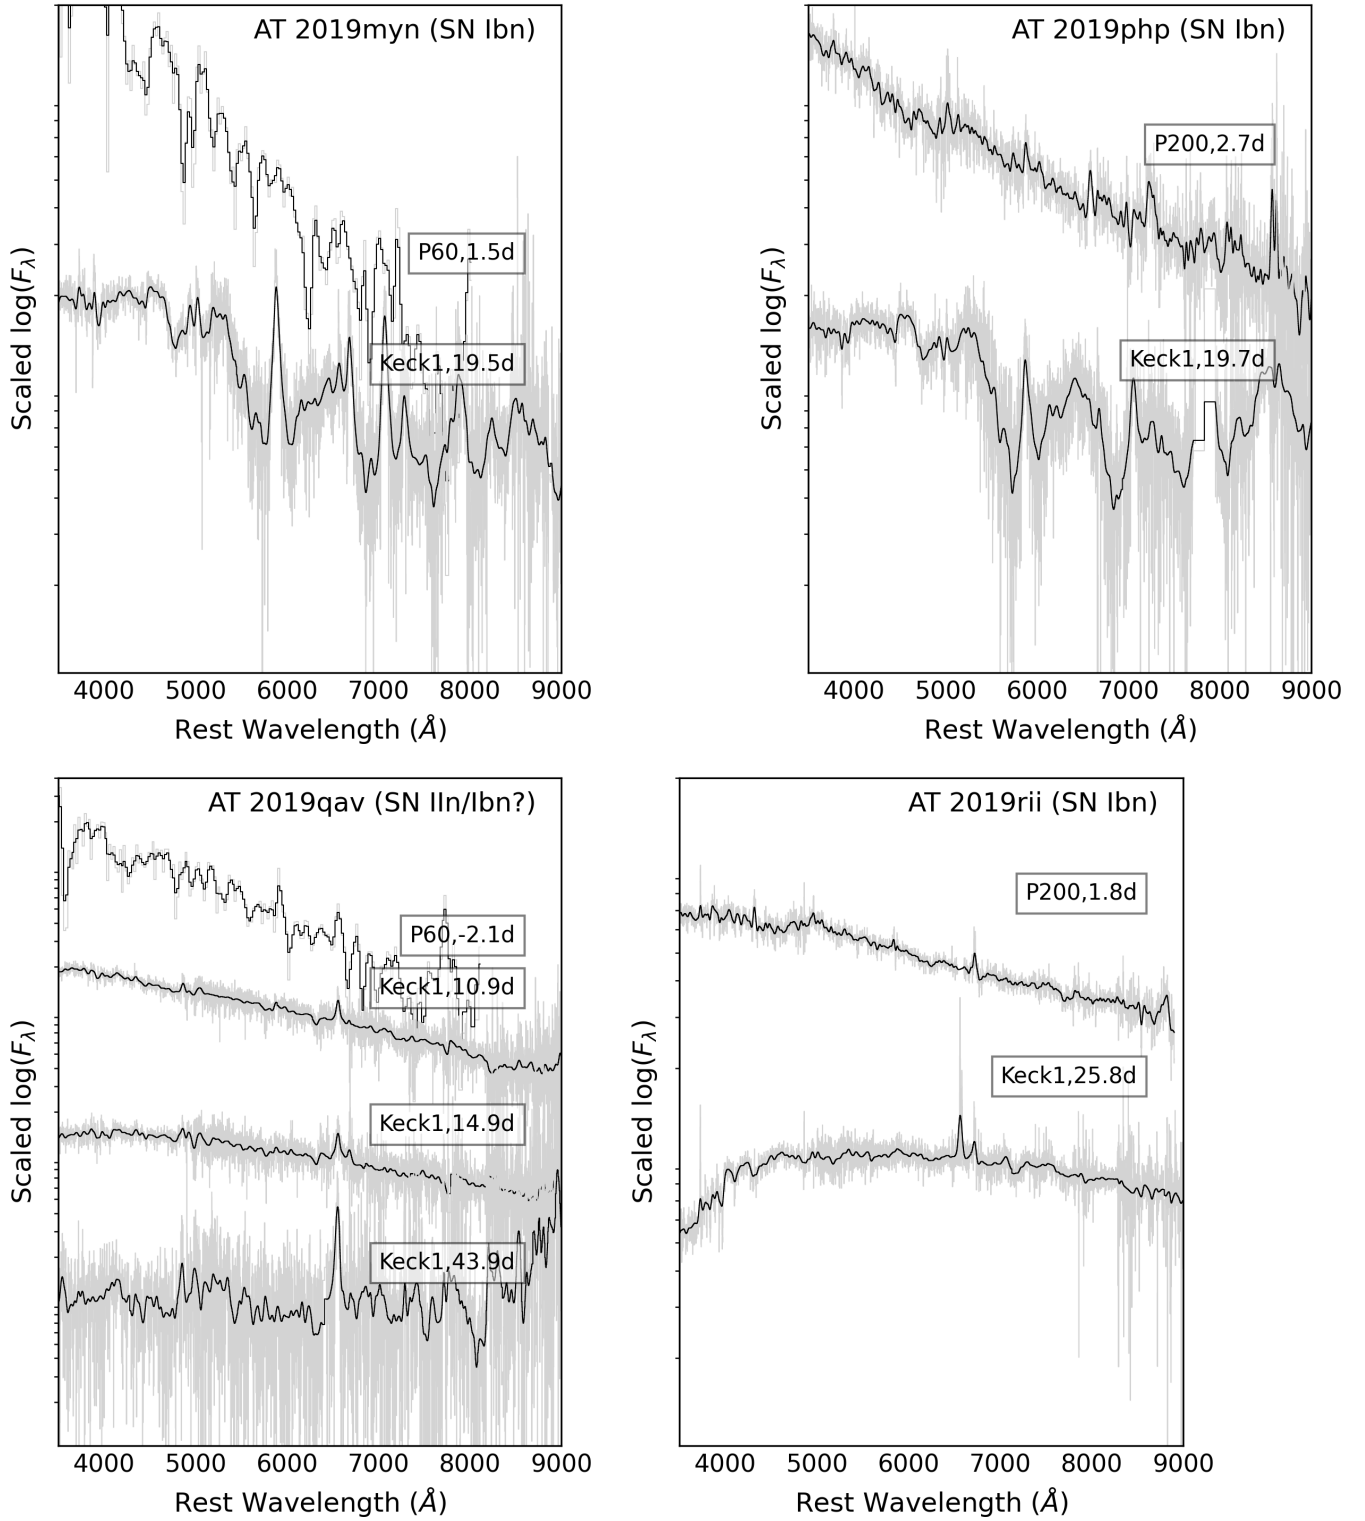 AT 2019myn (SN Ibn)
P60,1.5d
Keck1,19.5d
Scaled log(Fλ)
4000 5000 6000 7000 8000 9000
Rest Wavelength (Å)
AT 2019php (SN Ibn)
P200,2.7d
Keck1,19.7d
Scaled log(Fλ)
4000 5000 6000 7000 8000 9000
Rest Wavelength (Å)
AT 2019qav (SN IIn/Ibn?)
P60,-2.1d
Keck1,10.9d
Keck1,14.9d
Keck1,43.9d
Scaled log(Fλ)
4000 5000 6000 7000 8000 9000
Rest Wavelength (Å)
AT 2019rii (SN Ibn)
P200,1.8d
Keck1,25.8d
Scaled log(Fλ)
4000 5000 6000 7000 8000 9000
Rest Wavelength (Å)